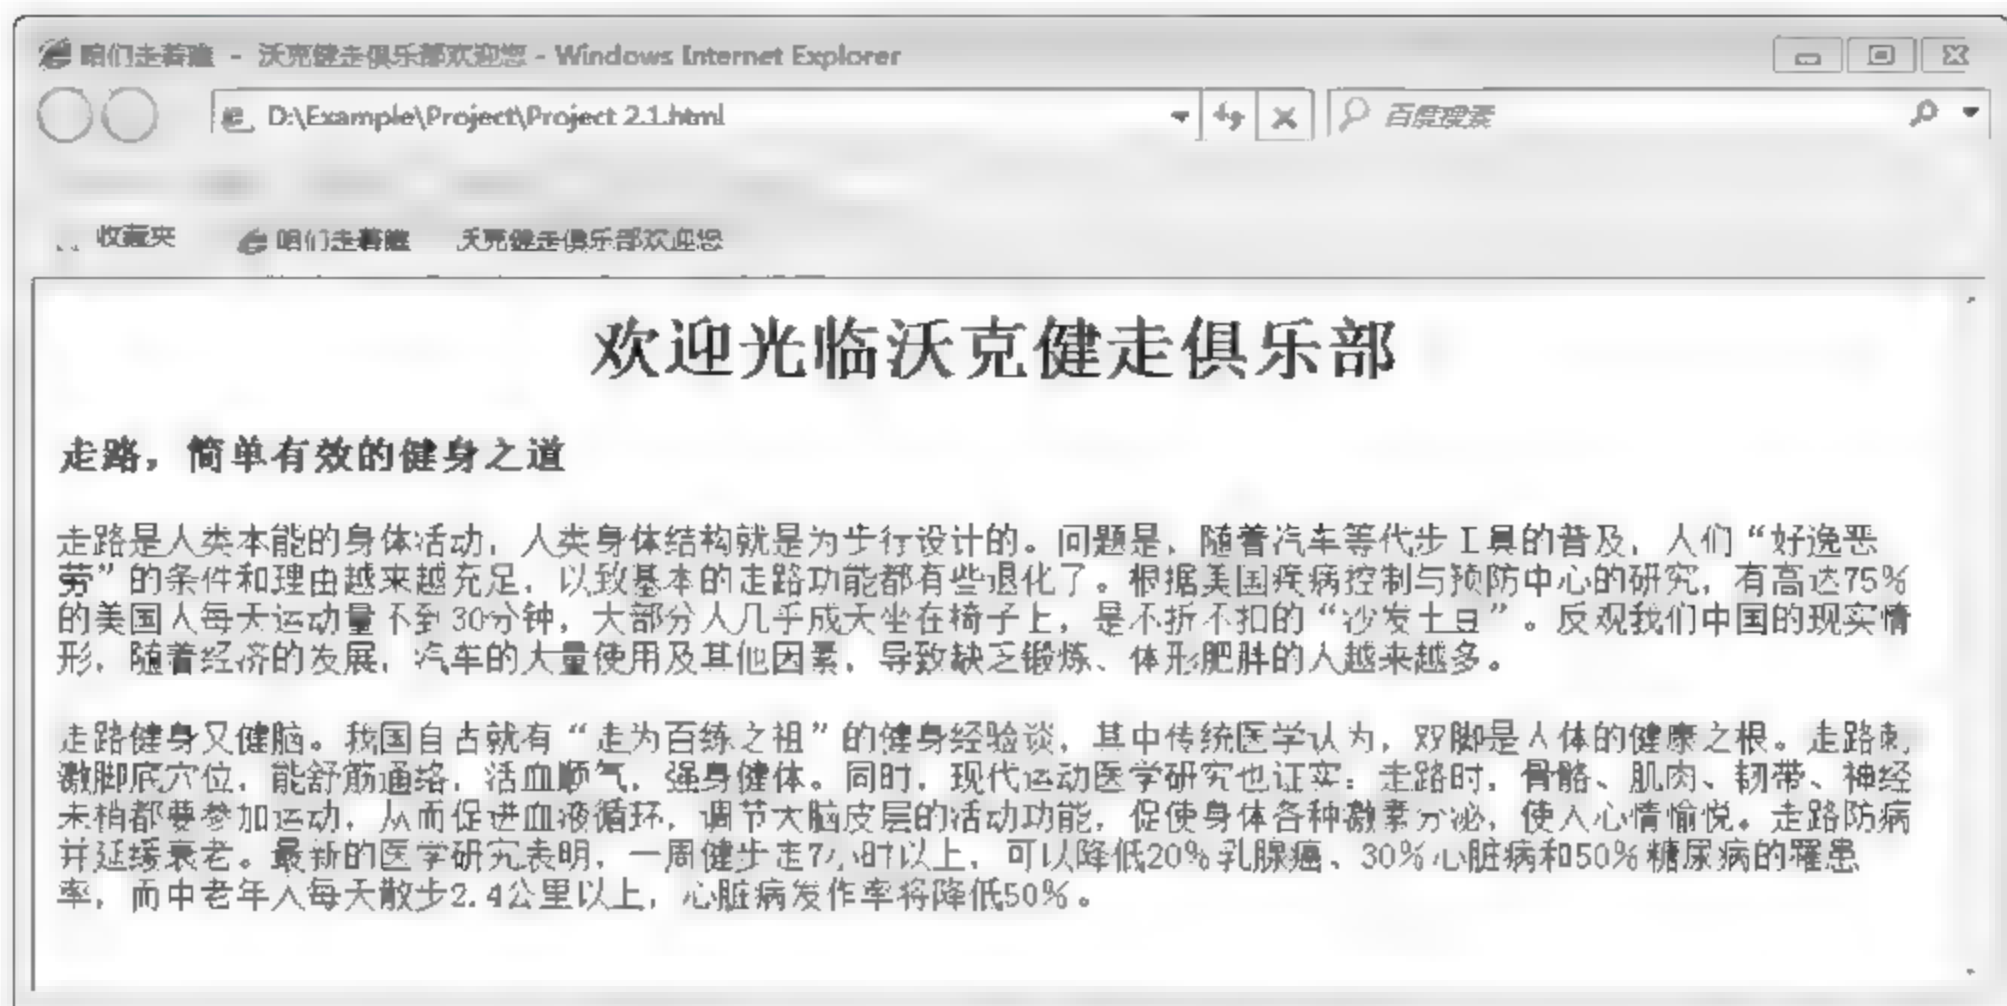 咱们走着瞧 - 沃克健走俱乐部欢迎您 - Windows Internet Explorer
D:\Example\Project\Project 2.1.html
百度搜索
收藏夹 咱们走着瞧 沃克健走俱乐部欢迎您
欢迎光临沃克健走俱乐部
走路，简单有效的健身之道
走路是人类本能的身体活动，人类身体结构就是为步行设计的。问题是，随着汽车等代步工具的普及，人们“好逸恶
劳”的条件和理由越来越充足，以致基本的走路功能都有些退化了。根据美国疾病控制与预防中心的研究，有高达75%
的美国人每天运动量不到30分钟，大部分人几乎成天坐在椅子上，是不折不扣的“沙发土豆”。反观我们中国的现实情
形，随着经济的发展，汽车的大量使用及其他因素，导致缺乏锻炼、体形肥胖的人越来越多。
走路健身又健脑。我国自古就有“走为百练之祖”的健身经验谈，其中传统医学认为，双脚是人体的健康之根。走路刺
激脚底穴位，能舒筋通络，活血顺气，强身健体。同时，现代运动医学研究也证实：走路时，骨骼、肌肉、韧带、神经
末梢都要参加运动，从而促进血液循环，调节大脑皮层的活动功能，促使身体各种激素分泌，使人心情愉悦。走路防病
并延缓衰老。最新的医学研究表明，一周健步走7小时以上，可以降低20%乳腺癌、30%心脏病和50%糖尿病的罹患
率，而中老年人每天散步2.4公里以上，心脏病发作率将降低50%。